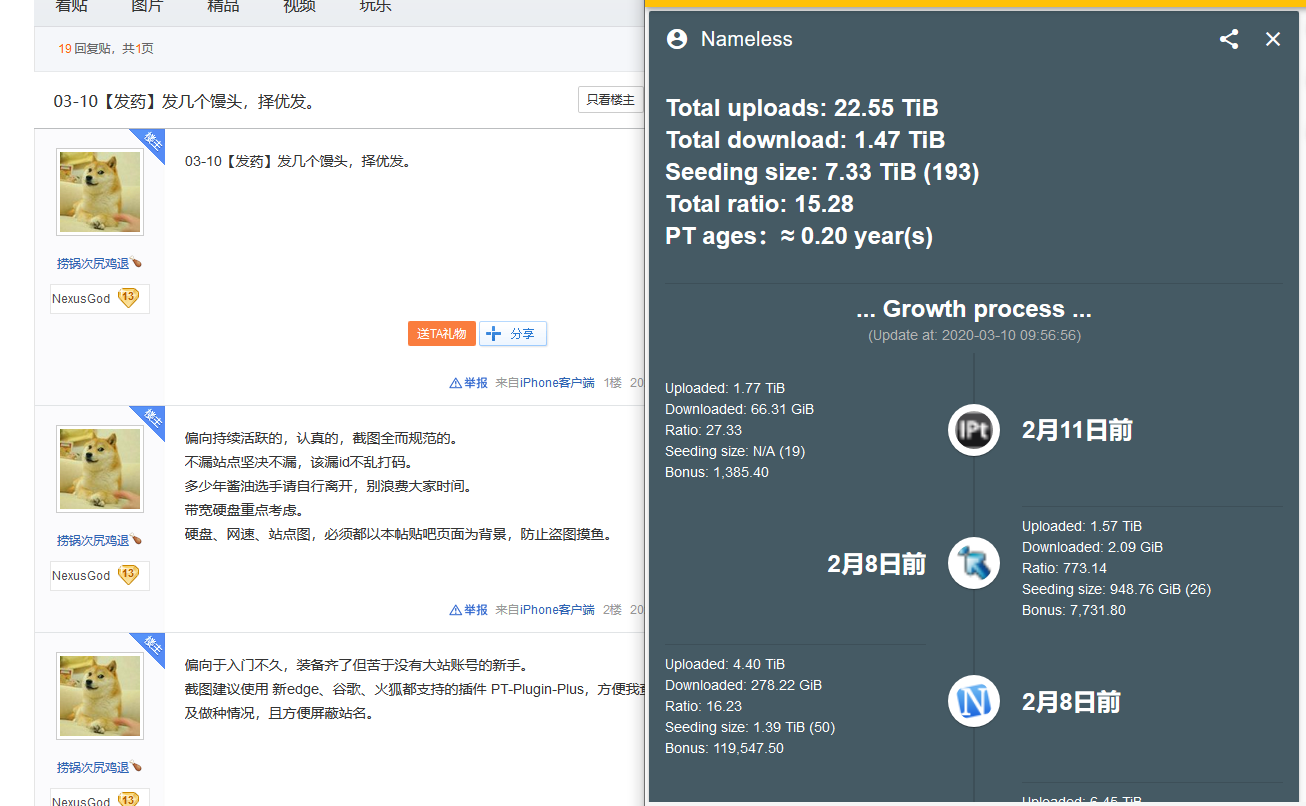 看贴 图片 精品 视频 玩乐
19 回复贴，共1页
03-10【发药】发几个馒头，择优发。
只看楼主
楼主
03-10【发药】发几个馒头，择优发。
捞锅次尻鸡退🍗
NexusGod 13
送TA礼物
分享
举报 来自iPhone客户端 1楼 20
楼主
偏向持续活跃的，认真的，截图全而规范的。
不漏站点坚决不漏，该漏id不乱打码。
多少年酱油选手请自行离开，别浪费大家时间。
带宽硬盘重点考虑。
硬盘、网速、站点图，必须都以本帖贴吧页面为背景，防止盗图摸鱼。
捞锅次尻鸡退🍗
NexusGod 13
举报 来自iPhone客户端 2楼 20
楼主
偏向于入门不久，装备齐了但苦于没有大站账号的新手。
截图建议使用 新edge、谷歌、火狐都支持的插件 PT-Plugin-Plus，方便我
及做种情况，且方便屏蔽站名。
捞锅次尻鸡退🍗
NexusGod 13
Nameless
Total uploads: 22.55 TiB
Total download: 1.47 TiB
Seeding size: 7.33 TiB (193)
Total ratio: 15.28
PT ages：≈ 0.20 year(s)
... Growth process ...
(Update at: 2020-03-10 09:56:56)
Uploaded: 1.77 TiB
Downloaded: 66.31 GiB
Ratio: 27.33
Seeding size: N/A (19)
Bonus: 1,385.40
IPt
2月11日前
2月8日前
Uploaded: 1.57 TiB
Downloaded: 2.09 GiB
Ratio: 773.14
Seeding size: 948.76 GiB (26)
Bonus: 7,731.80
Uploaded: 4.40 TiB
Downloaded: 278.22 GiB
Ratio: 16.23
Seeding size: 1.39 TiB (50)
Bonus: 119,547.50
N
2月8日前
Uploaded: 6.45 TiB